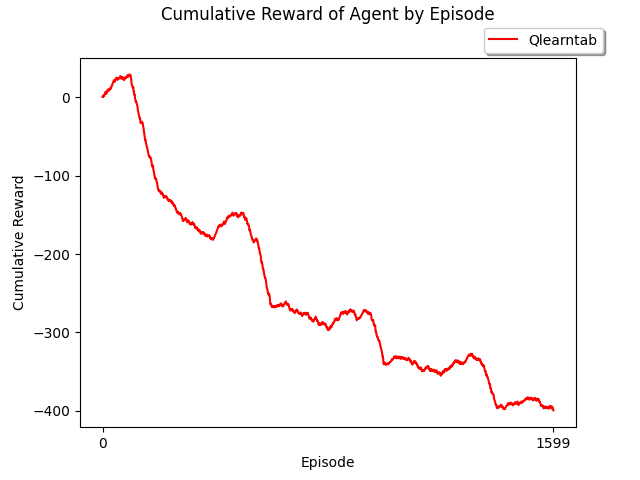 Cumulative Reward of Agent by Episode
Qlearntab
0
−100
−200
−300
−400
Cumulative Reward
0
1599
Episode